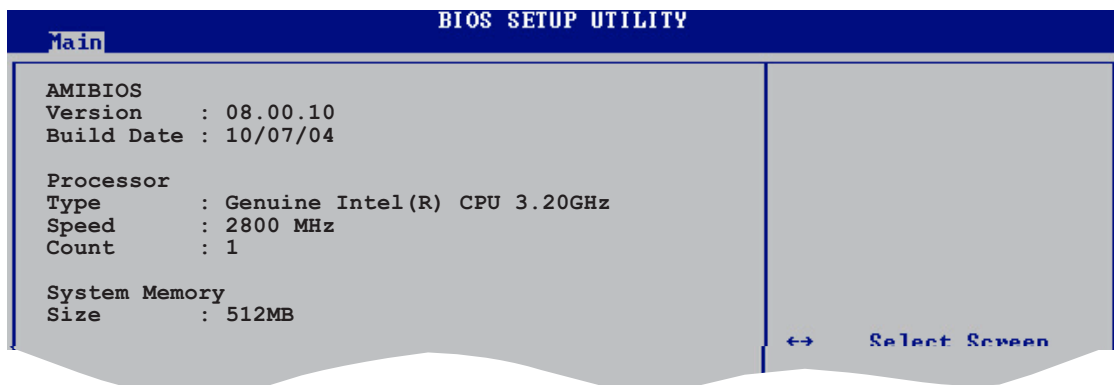 BIOS SETUP UTILITY
Main
AMIBIOS
Version : 08.00.10
Build Date : 10/07/04
Processor
Type : Genuine Intel(R) CPU 3.20GHz
Speed : 2800 MHz
Count : 1
System Memory
Size : 512MB
←→ Select Screen